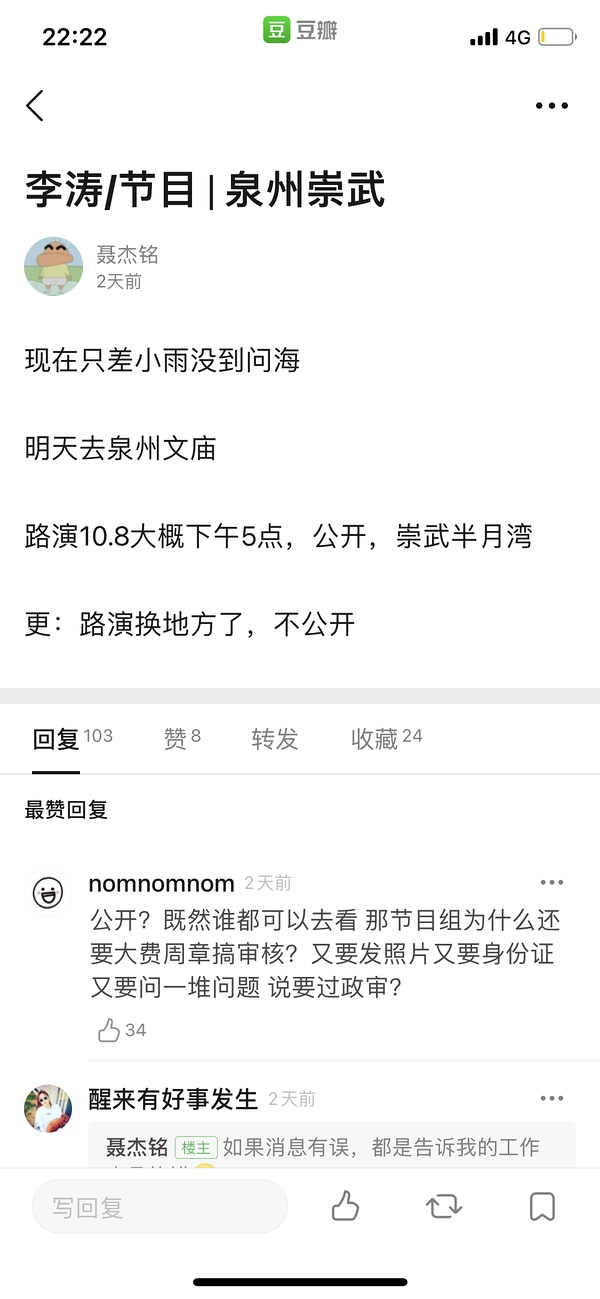 22:22
豆 豆瓣
4G
李涛/节目 | 泉州崇武
聂杰铭
2天前
现在只差小雨没到问海
明天去泉州文庙
路演10.8大概下午5点，公开，崇武半月湾
更：路演换地方了，不公开
回复 103 赞 8 转发 收藏 24
最赞回复
nomnomnom 2天前
公开？既然谁都可以去看 那节目组为什么还
要大费周章搞审核？又要发照片又要身份证
又要问一堆问题 说要过政审？
34
醒来有好事发生 2天前
聂杰铭 楼主 如果消息有误，都是告诉我的工作
写回复